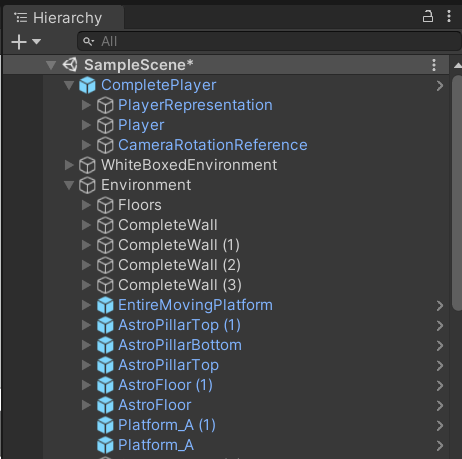 Hierarchy
All
SampleScene*
CompletePlayer
PlayerRepresentation
Player
CameraRotationReference
WhiteBoxedEnvironment
Environment
Floors
CompleteWall
CompleteWall (1)
CompleteWall (2)
CompleteWall (3)
EntireMovingPlatform
AstroPillarTop (1)
AstroPillarBottom
AstroPillarTop
AstroFloor (1)
AstroFloor
Platform_A (1)
Platform_A